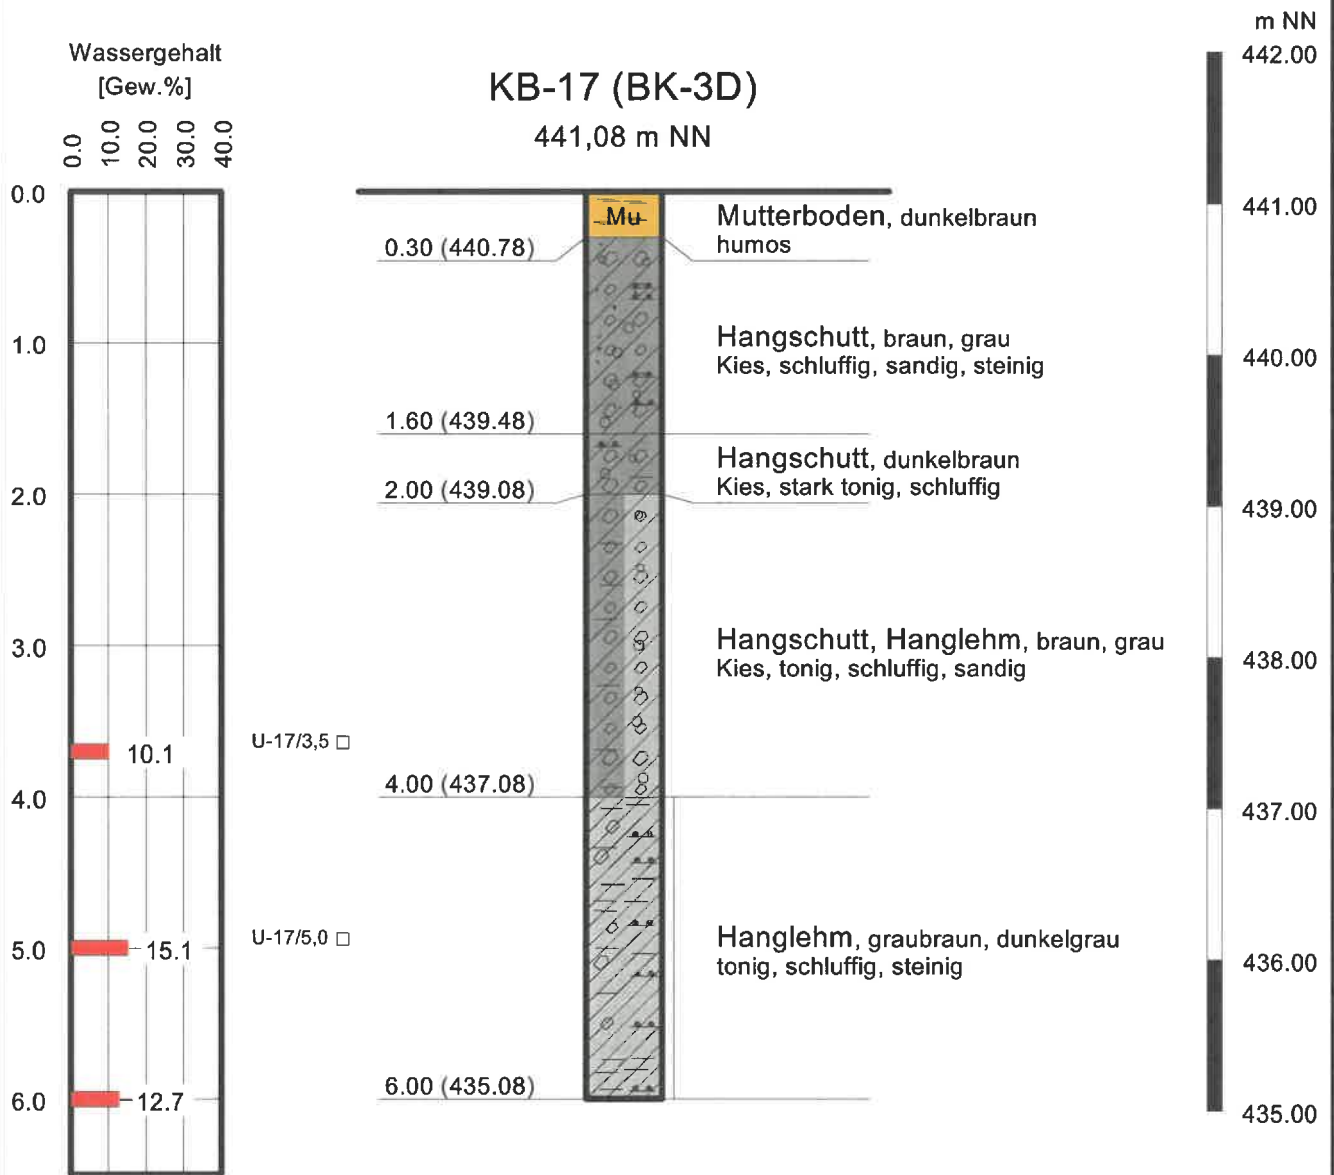 m NN
442.00
Wassergehalt
[Gew.%]
0.0
10.0
20.0
30.0
40.0
KB-17 (BK-3D)
441,08 m NN
0.0
Mu
Mutterboden, dunkelbraun
humos
441.00
0.30 (440.78)
1.0
Hangschutt, braun, grau
Kies, schluffig, sandig, steinig
440.00
1.60 (439.48)
Hangschutt, dunkelbraun
Kies, stark tonig, schluffig
2.0
2.00 (439.08)
439.00
3.0
Hangschutt, Hanglehm, braun, grau
Kies, tonig, schluffig, sandig
438.00
10.1
U-17/3,5
4.0
4.00 (437.08)
437.00
5.0
15.1
U-17/5,0
Hanglehm, graubraun, dunkelgrau
tonig, schluffig, steinig
436.00
6.0
12.7
6.00 (435.08)
435.00